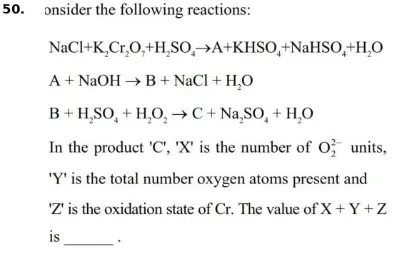 50. onsider the following reactions:
NaCl+K₂Cr₂O₇+H₂SO₄→A+KHSO₄+NaHSO₄+H₂O
A + NaOH → B + NaCl + H₂O
B + H₂SO₄ + H₂O₂ → C + Na₂SO₄ + H₂O
In the product 'C', 'X' is the number of O₂²⁻ units,
'Y' is the total number oxygen atoms present and
'Z' is the oxidation state of Cr. The value of X + Y + Z
is ______ .